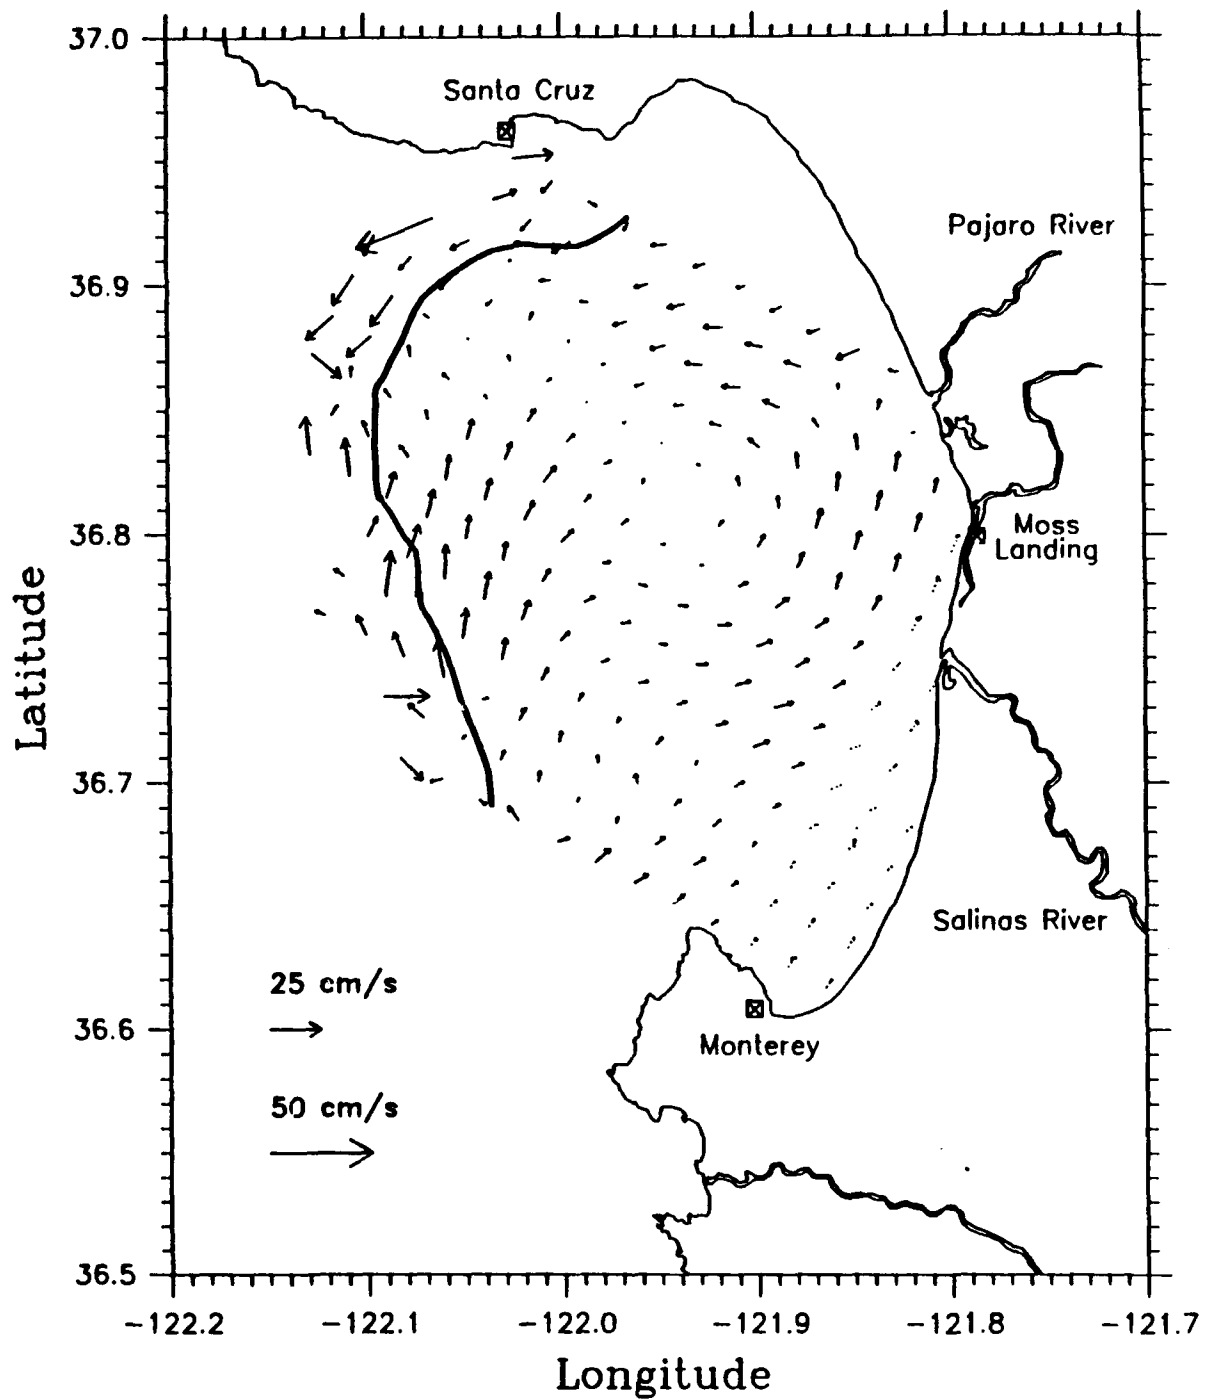 37.0
Santa Cruz
Pajaro River
36.9
Moss
Landing
36.8
Latitude
36.7
Salinas River
25 cm/s
36.6
Monterey
50 cm/s
36.5
-122.2 -122.1 -122.0 -121.9 -121.8 -121.7
Longitude